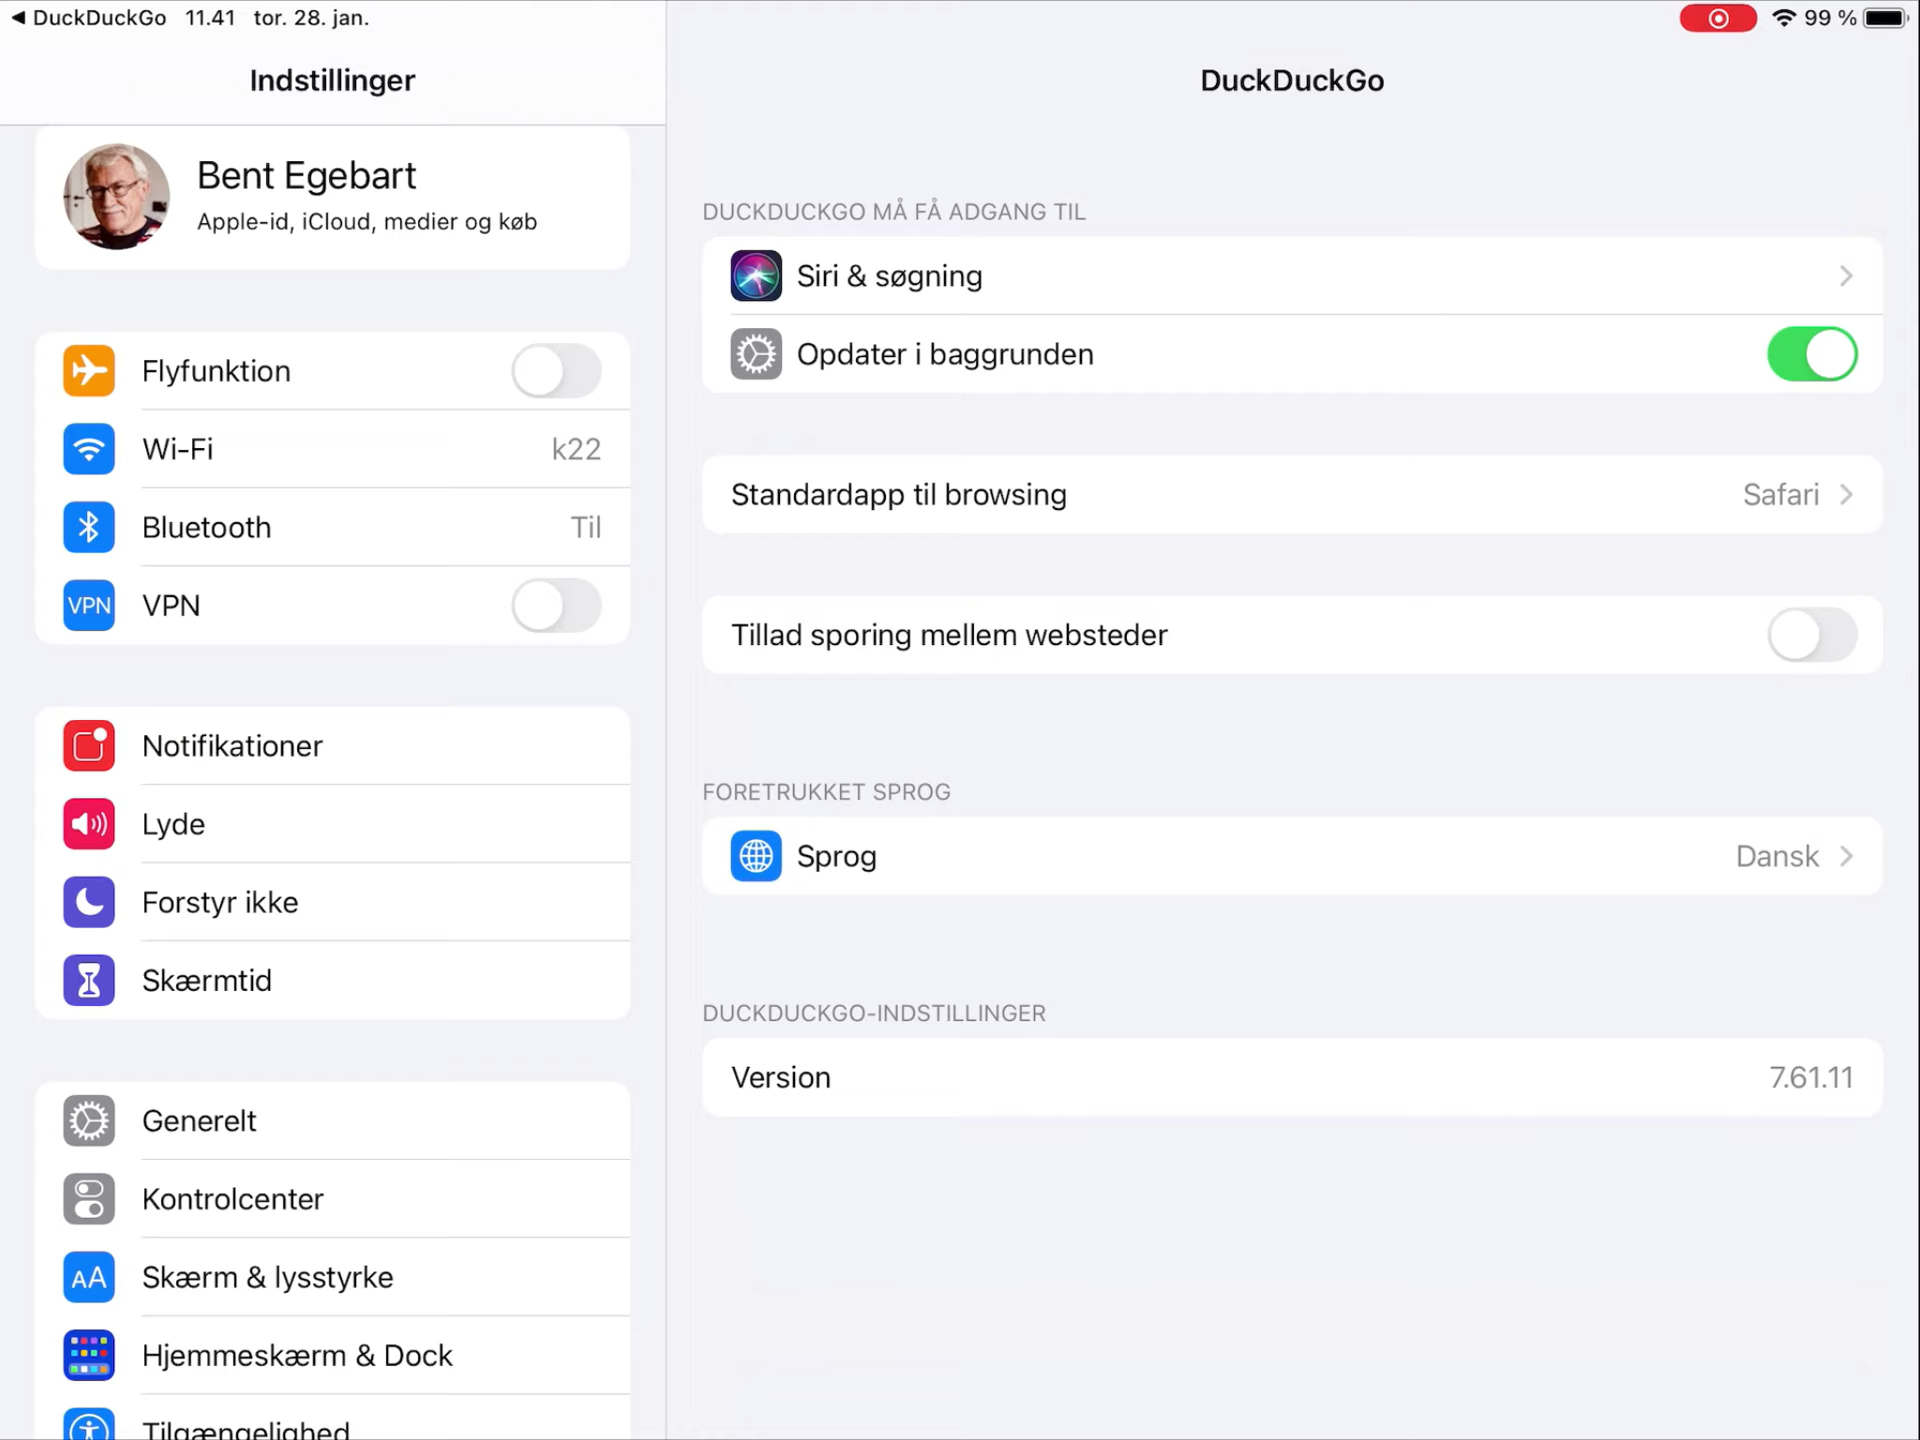 ◀ DuckDuckGo 11.41 tor. 28. jan.
99 %
Indstillinger
Bent Egebart
Apple-id, iCloud, medier og køb
Flyfunktion
Wi-Fi k22
Bluetooth Til
VPN VPN
Notifikationer
Lyde
Forstyr ikke
Skærmtid
Generelt
Kontrolcenter
AA Skærm & lysstyrke
Hjemmeskærm & Dock
Tilgængelighed
DuckDuckGo
DUCKDUCKGO MÅ FÅ ADGANG TIL
Siri & søgning
Opdater i baggrunden
Standardapp til browsing Safari
Tillad sporing mellem websteder
FORETRUKKET SPROG
Sprog Dansk
DUCKDUCKGO-INDSTILLINGER
Version 7.61.11